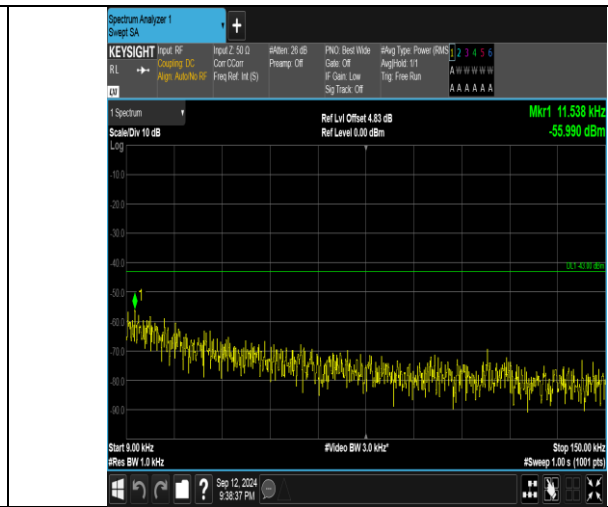 Spectrum Analyzer 1
Swept SA
+
KEYSIGHT Input: RF Input Z: 50 Ω #Atten: 26 dB PNO: Best Wide #Avg Type: Power (RMS 1 2 3 4 5 6
RL Coupling: DC Corr CCorr Preamp: Off Gate: Off Avg|Hold: 1/1 A W W W W W
Align: Auto/No RF Freq Ref: Int (S) IF Gain: Low Trig: Free Run
Sig Track: Off A A A A A A
1 Spectrum Ref Lvl Offset 4.83 dB Mkr1 11.538 kHz
Scale/Div 10 dB Ref Level 0.00 dBm -55.990 dBm
Log
-10.0
-20.0
-30.0
-40.0
DL1 -43.00 dBm
-50.0
1
-60.0
-70.0
-80.0
-90.0
Start 9.00 kHz #Video BW 3.0 kHz* Stop 150.00 kHz
#Res BW 1.0 kHz #Sweep 1.00 s (1001 pts)
? Sep 12, 2024
9:38:37 PM